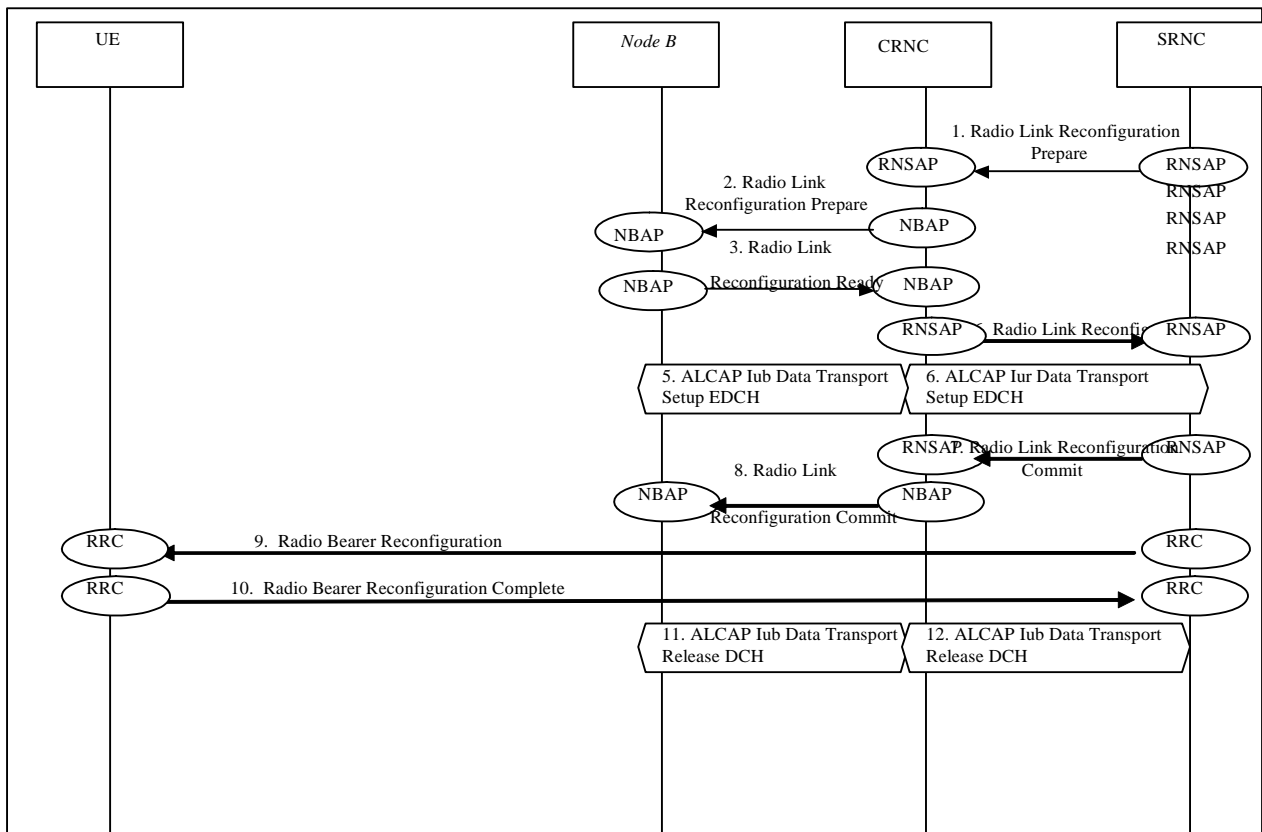 UE
Node B
CRNC
SRNC
1. Radio Link Reconfiguration
Prepare
RNSAP
RNSAP
RNSAP
2. Radio Link
Reconfiguration Prepare
RNSAP
NBAP
NBAP
RNSAP
3. Radio Link
NBAP
Reconfiguration Ready
NBAP
RNSAP
Radio Link Reconfig
RNSAP
5. ALCAP Iub Data Transport
Setup EDCH
6. ALCAP Iur Data Transport
Setup EDCH
RNSAP
7. Radio Link Reconfiguration
Commit
RNSAP
8. Radio Link
NBAP
Reconfiguration Commit
NBAP
RRC
9. Radio Bearer Reconfiguration
RRC
RRC
10. Radio Bearer Reconfiguration Complete
RRC
11. ALCAP Iub Data Transport
Release DCH
12. ALCAP Iub Data Transport
Release DCH